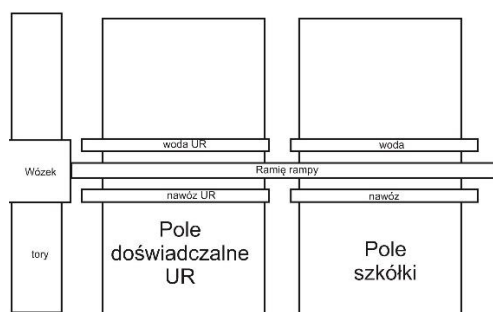 woda UR
woda
Wózek
Ramię rampy
nawóz UR
nawóz
Pole
doświadczalne
UR
Pole
szkółki
tory